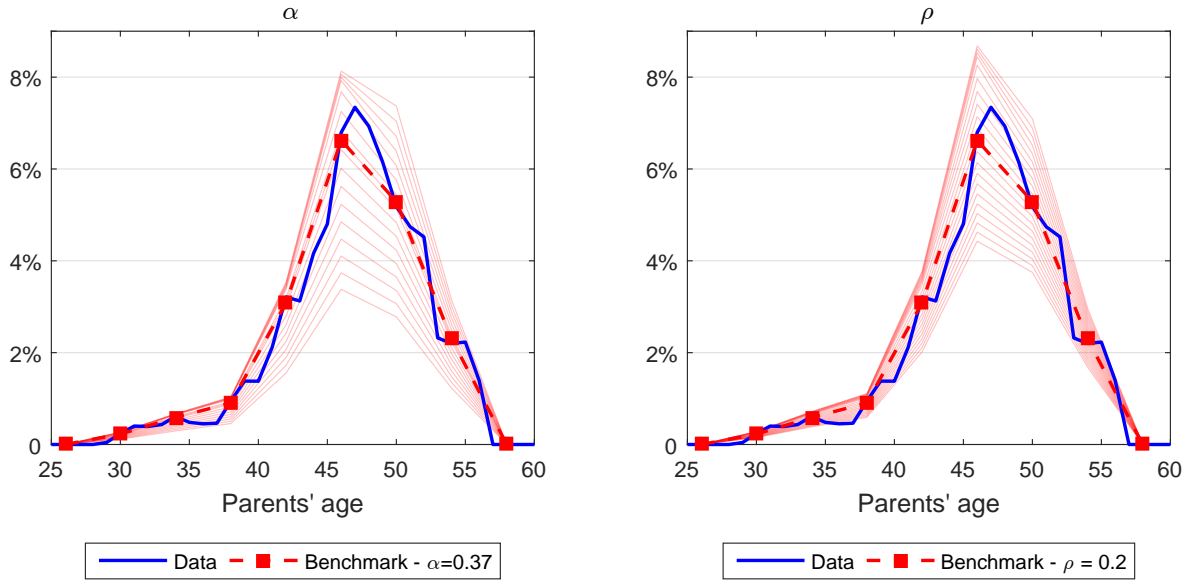 α
8%
6%
4%
2%
0
25 30 35 40 45 50 55 60
Parents' age
Data Benchmark - α=0.37
ρ
8%
6%
4%
2%
0
25 30 35 40 45 50 55 60
Parents' age
Data Benchmark - ρ = 0.2